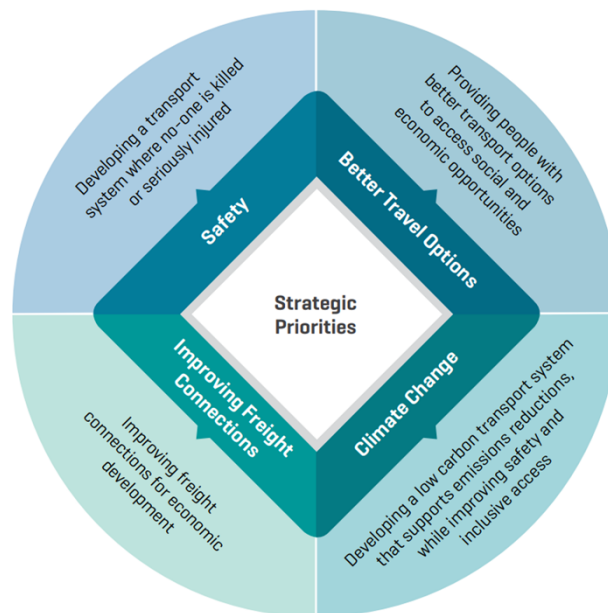 Developing a transport
system where no-one is killed
or seriously injured
Safety
Providing people with
better transport options
to access social and
economic opportunities
Better Travel Options
Strategic
Priorities
Improving Freight
Connections
Improving freight
connections for economic
development
Climate Change
Developing a low carbon transport system
that supports emissions reductions,
while improving safety and
inclusive access